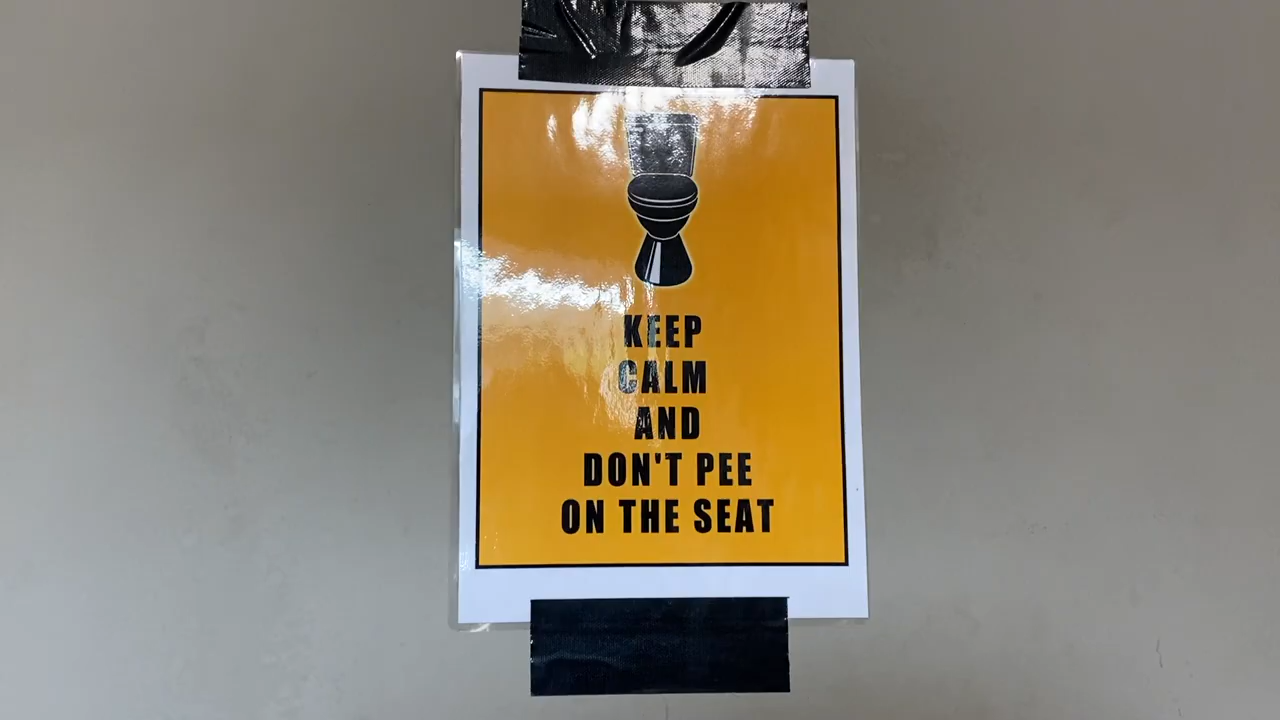 KEEP
CALM
AND
DON'T PEE
ON THE SEAT